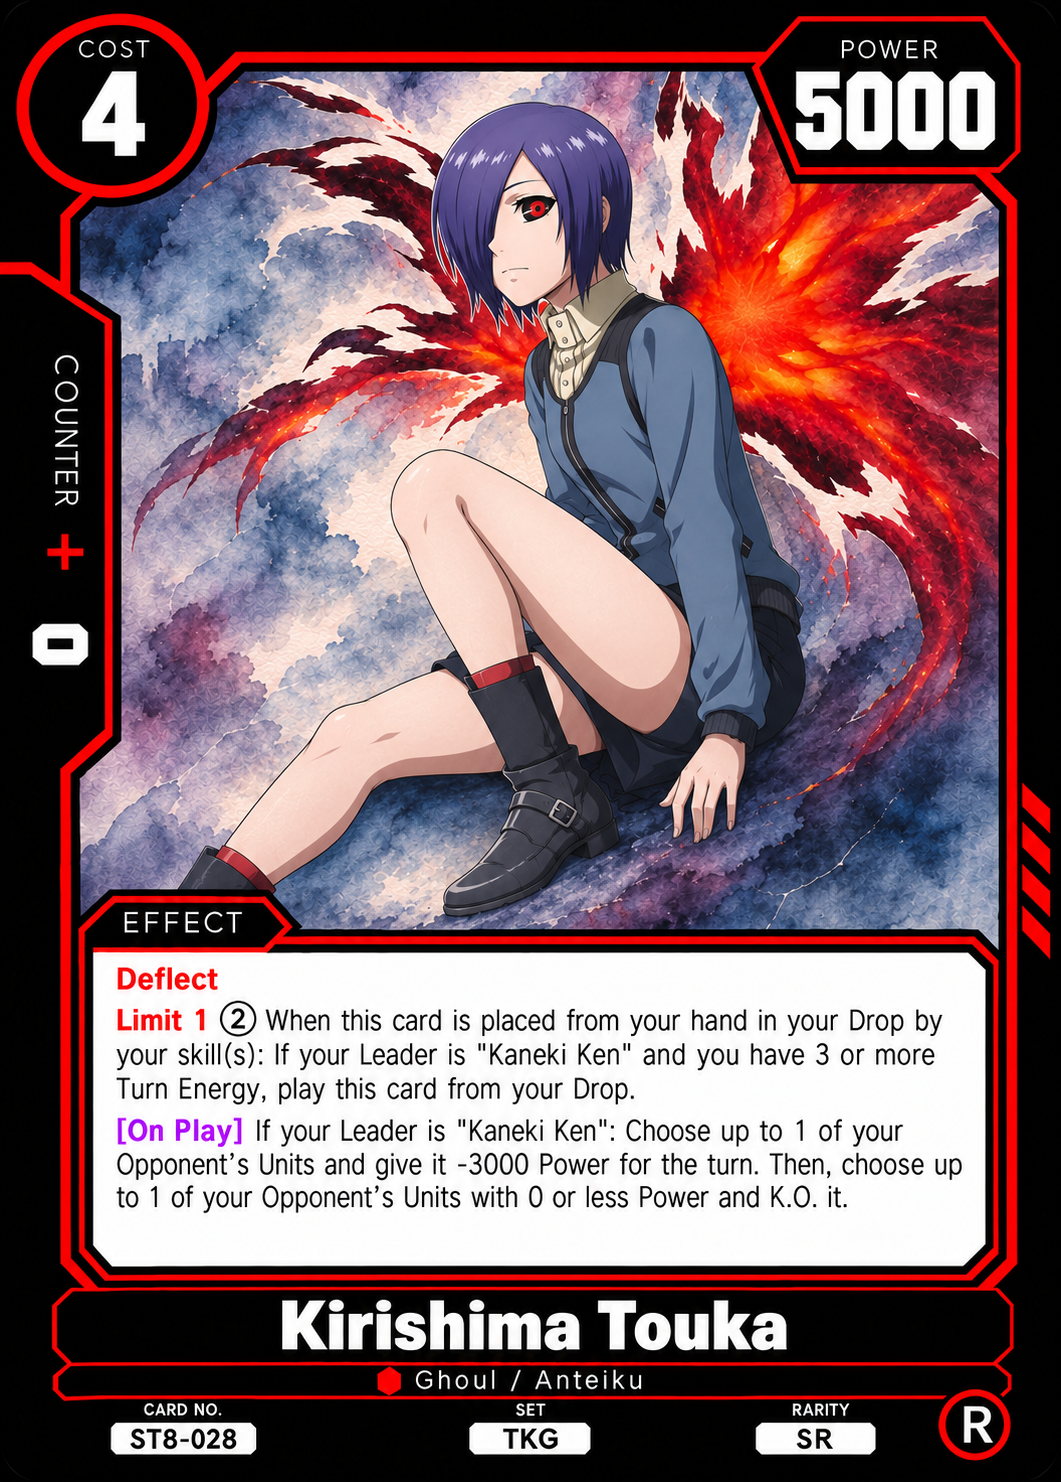 COST
4
POWER
5000
COUNTER + 0
EFFECT
Deflect
Limit 1 ② When this card is placed from your hand in your Drop by
your skill(s): If your Leader is "Kaneki Ken" and you have 3 or more
Turn Energy, play this card from your Drop.
[On Play] If your Leader is "Kaneki Ken": Choose up to 1 of your
Opponent's Units and give it -3000 Power for the turn. Then, choose up
to 1 of your Opponent's Units with 0 or less Power and K.O. it.
Kirishima Touka
Ghoul / Anteiku
CARD NO.
ST8-028
SET
TKG
RARITY
SR
R